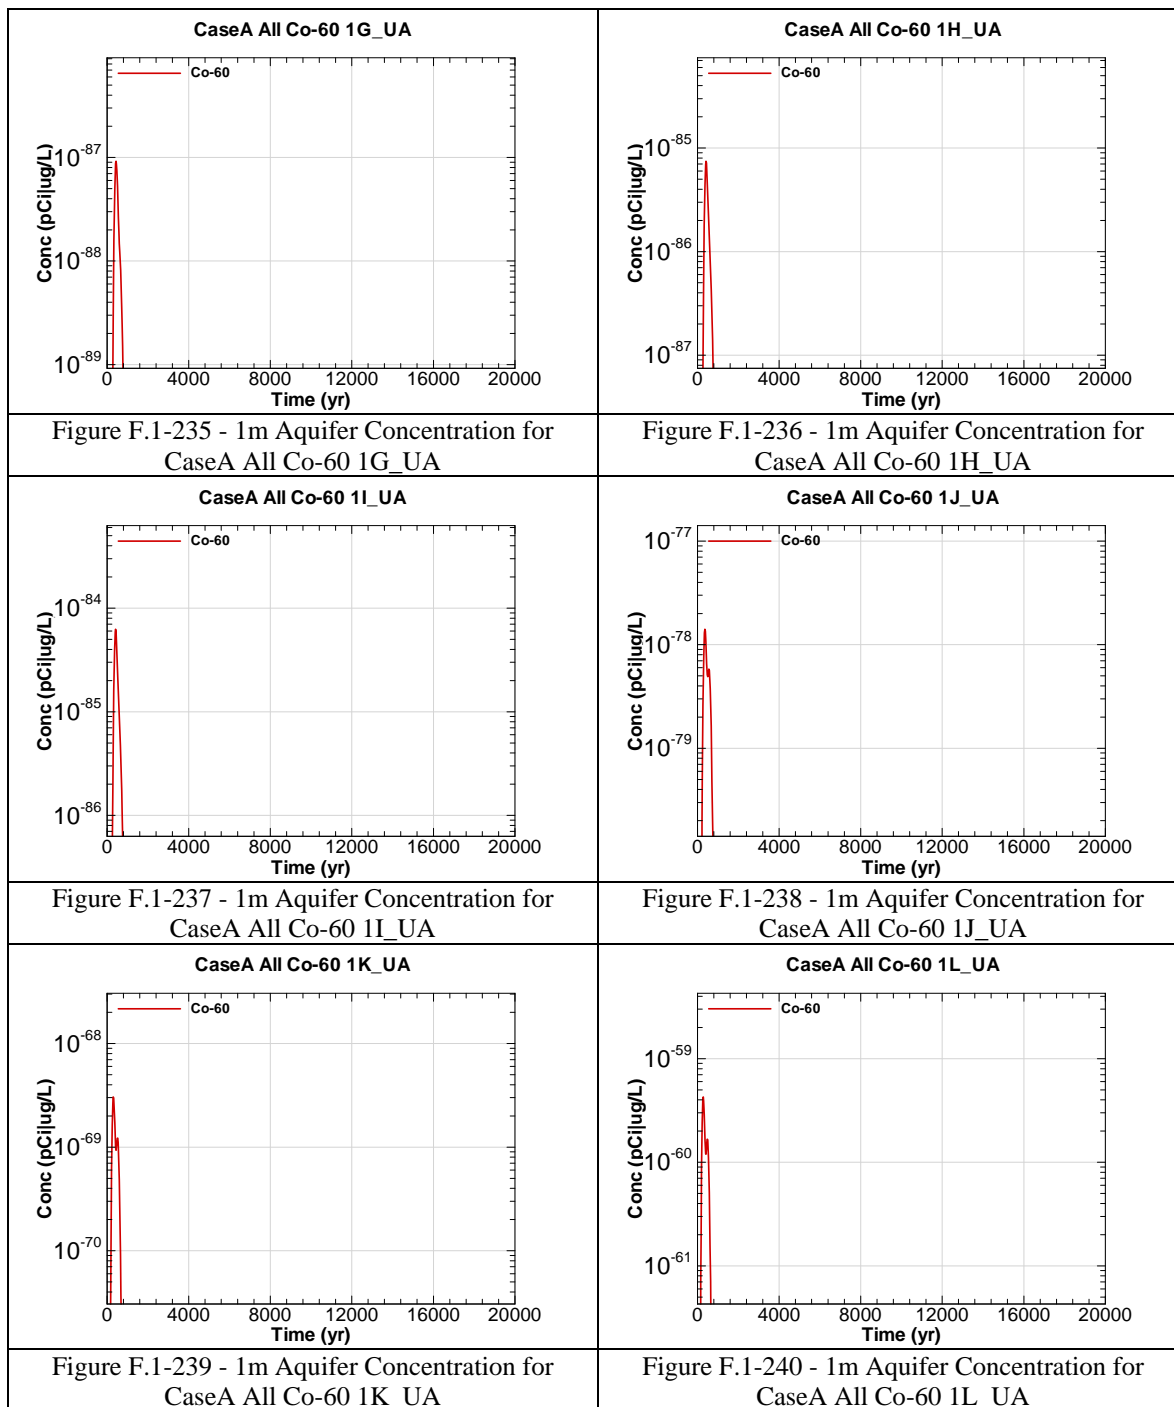 CaseA All Co-60 1G_UA
Co-60
10-87
10-88
10-89
Conc (pCi|ug/L)
0 4000 8000 12000 16000 20000
Time (yr)
Figure F.1-235 - 1m Aquifer Concentration for
CaseA All Co-60 1G_UA
CaseA All Co-60 1H_UA
Co-60
10-85
10-86
10-87
Conc (pCi|ug/L)
0 4000 8000 12000 16000 20000
Time (yr)
Figure F.1-236 - 1m Aquifer Concentration for
CaseA All Co-60 1H_UA
CaseA All Co-60 1I_UA
Co-60
10-84
10-85
10-86
Conc (pCi|ug/L)
0 4000 8000 12000 16000 20000
Time (yr)
Figure F.1-237 - 1m Aquifer Concentration for
CaseA All Co-60 1I_UA
CaseA All Co-60 1J_UA
Co-60
10-77
10-78
10-79
Conc (pCi|ug/L)
0 4000 8000 12000 16000 20000
Time (yr)
Figure F.1-238 - 1m Aquifer Concentration for
CaseA All Co-60 1J_UA
CaseA All Co-60 1K_UA
Co-60
10-68
10-69
10-70
Conc (pCi|ug/L)
0 4000 8000 12000 16000 20000
Time (yr)
Figure F.1-239 - 1m Aquifer Concentration for
CaseA All Co-60 1K_UA
CaseA All Co-60 1L_UA
Co-60
10-59
10-60
10-61
Conc (pCi|ug/L)
0 4000 8000 12000 16000 20000
Time (yr)
Figure F.1-240 - 1m Aquifer Concentration for
CaseA All Co-60 1L_UA